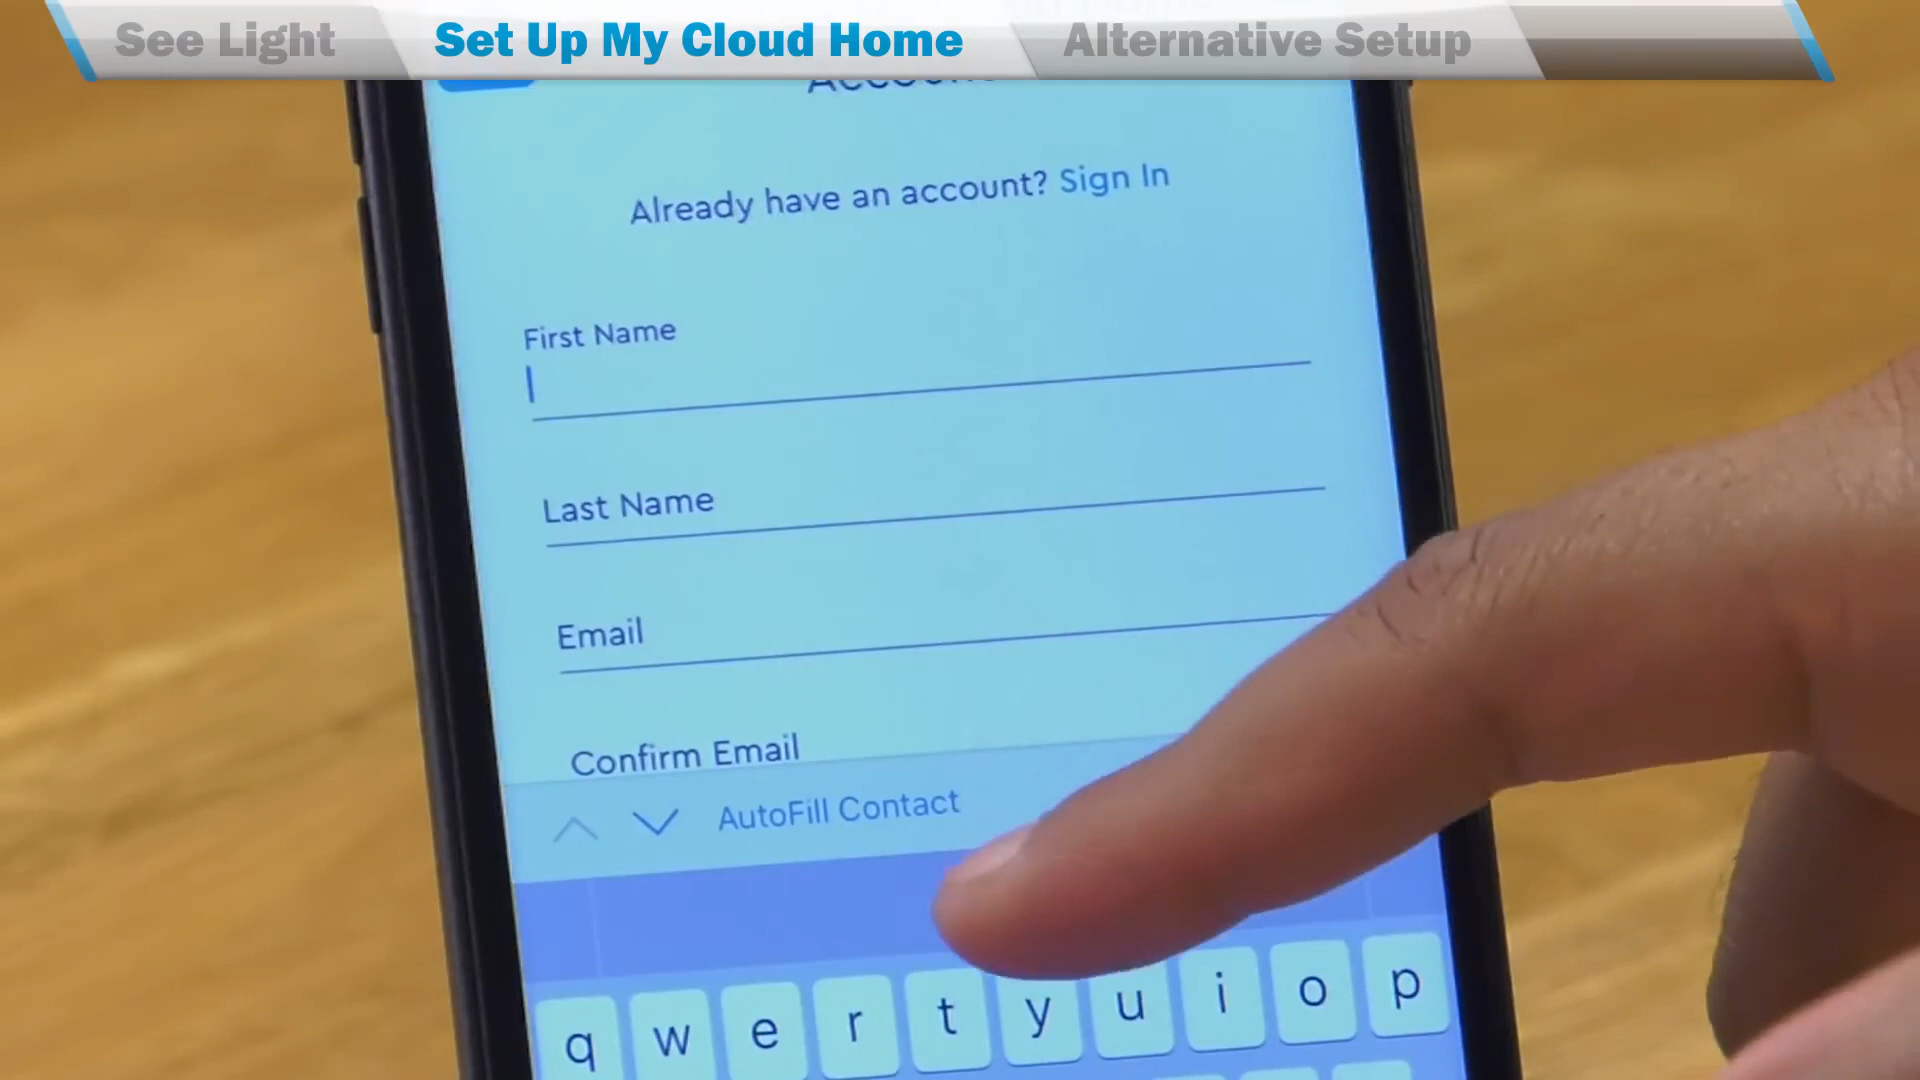 See Light
Set Up My Cloud Home
Alternative Setup
Already have an account? Sign In
First Name
Last Name
Email
Confirm Email
AutoFill Contact
q w e r t y u i o p